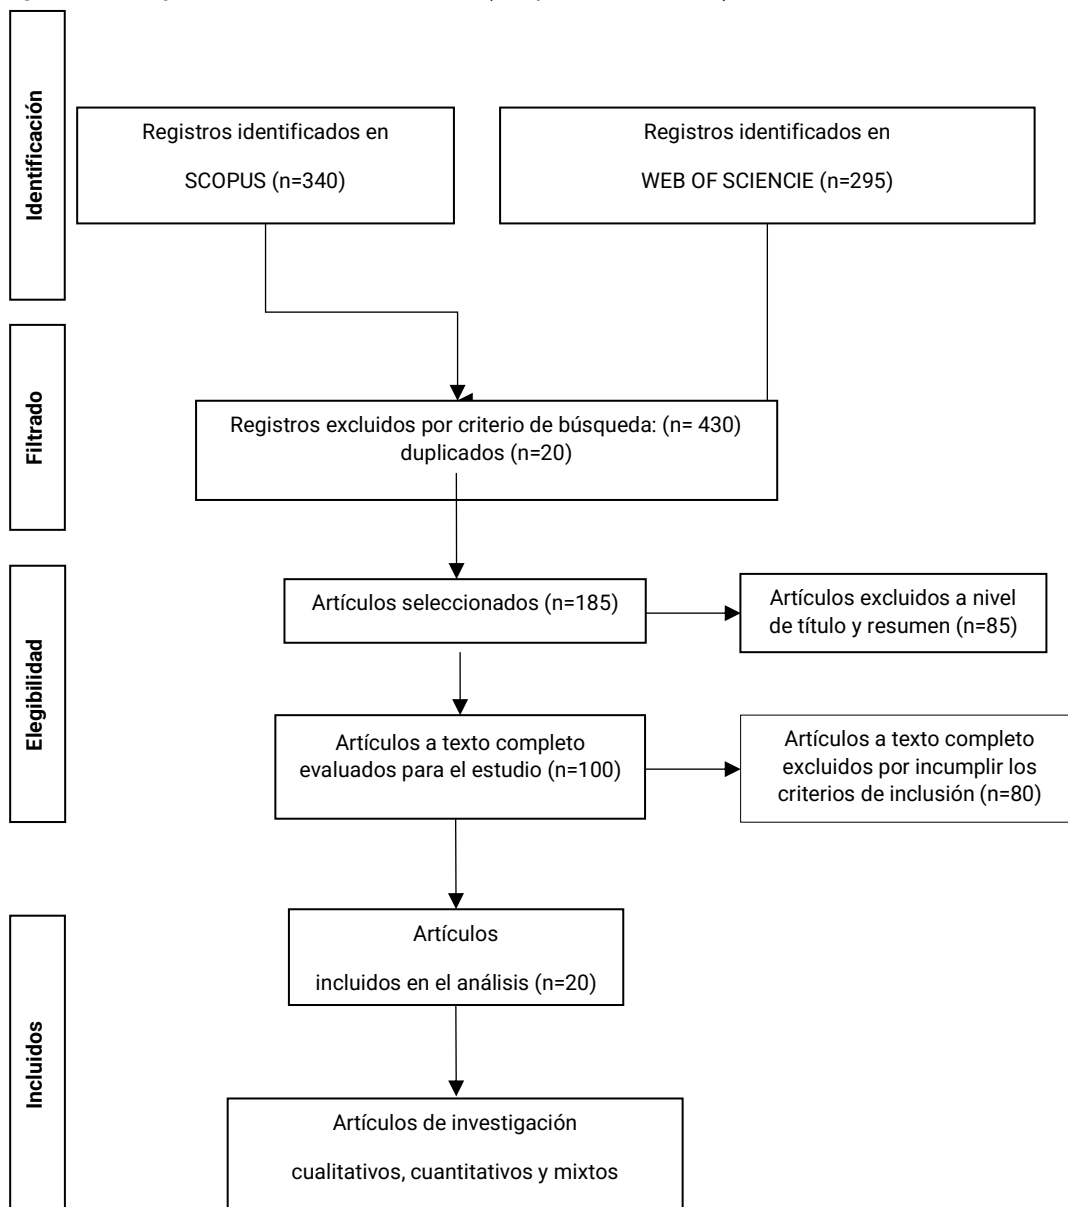 Identificación
Registros identificados en
SCOPUS (n=340)
Registros identificados en
WEB OF SCIENCIE (n=295)
Filtrado
Registros excluidos por criterio de búsqueda: (n= 430)
duplicados (n=20)
Elegibilidad
Artículos seleccionados (n=185)
Artículos excluidos a nivel
de título y resumen (n=85)
Artículos a texto completo
evaluados para el estudio (n=100)
Artículos a texto completo
excluidos por incumplir los
criterios de inclusión (n=80)
Incluidos
Artículos
incluidos en el análisis (n=20)
Artículos de investigación
cualitativos, cuantitativos y mixtos